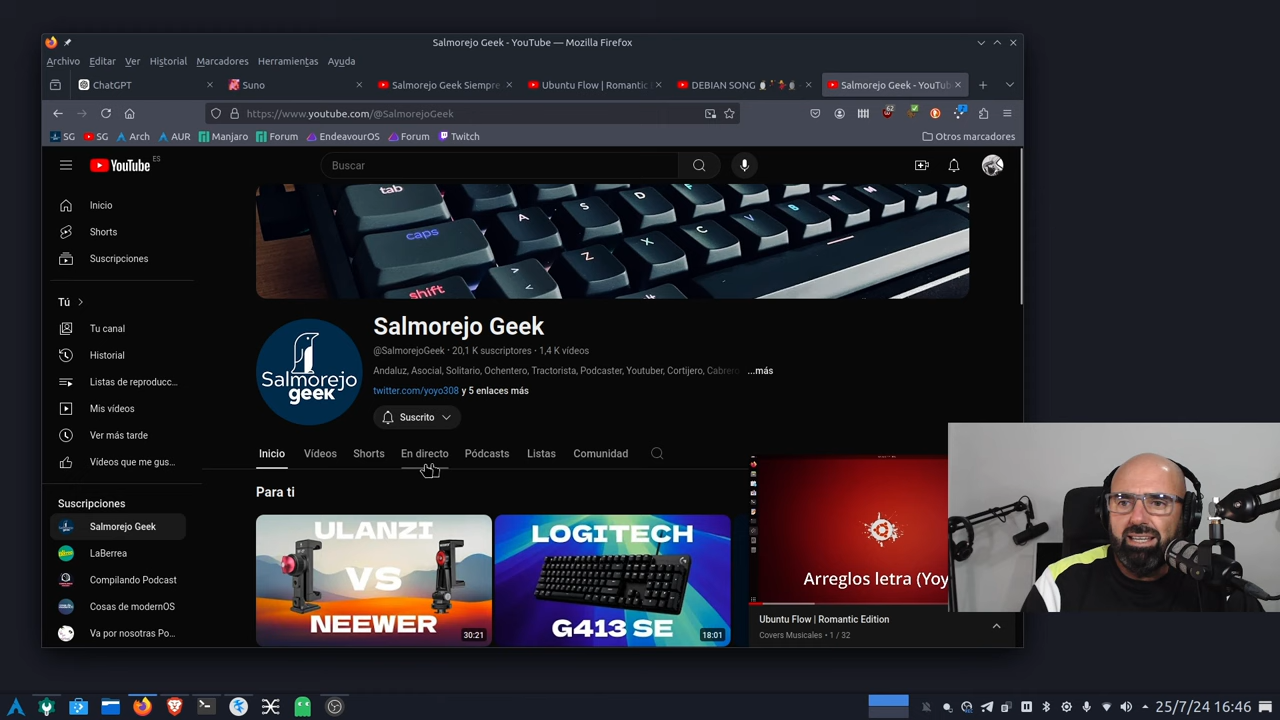 Salmorejo Geek - YouTube — Mozilla Firefox
Archivo Editar Ver Historial Marcadores Herramientas Ayuda
ChatGPT Suno Salmorejo Geek Siempre Ubuntu Flow | Romantic DEBIAN SONG Salmorejo Geek - YouTub
https://www.youtube.com/@SalmorejoGeek
62
SG SG Arch AUR Manjaro Forum EndeavourOS Forum Twitch Otros marcadores
YouTube ES
Buscar
Inicio
Shorts
Suscripciones
Tú
Tu canal
Historial
Listas de reproducc...
Mis vídeos
Ver más tarde
Vídeos que me gus...
Suscripciones
Salmorejo Geek
LaBerrea
Compilando Podcast
Cosas de modernOS
Va por nosotras Po...
tab
caps
shift
A S D F Z X C V B N M
Salmorejo
geek
Salmorejo Geek
@SalmorejoGeek · 20,1 K suscriptores · 1,4 K vídeos
Andaluz, Asocial, Solitario, Ochentero, Tractorista, Podcaster, Youtuber, Cortijero, Cabrero ...más
twitter.com/yoyo308 y 5 enlaces más
Suscrito
Inicio Vídeos Shorts En directo Pódcasts Listas Comunidad
Para ti
ULANZI
VS
NEEWER
30:21
LOGITECH
G413 SE
18:01
Arreglos letra (Yoy
Ubuntu Flow | Romantic Edition
Covers Musicales • 1 / 32
25/7/24 16:46